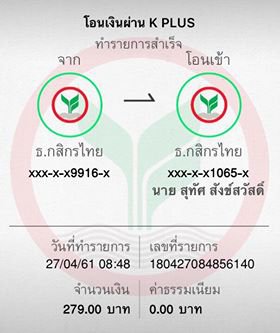 โอนเงินผ่าน K PLUS
ทำรายการสำเร็จ
จาก โอนเข้า
ธ.กสิกรไทย ธ.กสิกรไทย
xxx-x-x9916-x xxx-x-x1065-x
นาย สุทัศ สังข์สวัสดิ์
วันที่ทำรายการ เลขที่รายการ
27/04/61 08:48 180427084856140
จำนวนเงิน ค่าธรรมเนียม
279.00 บาท 0.00 บาท